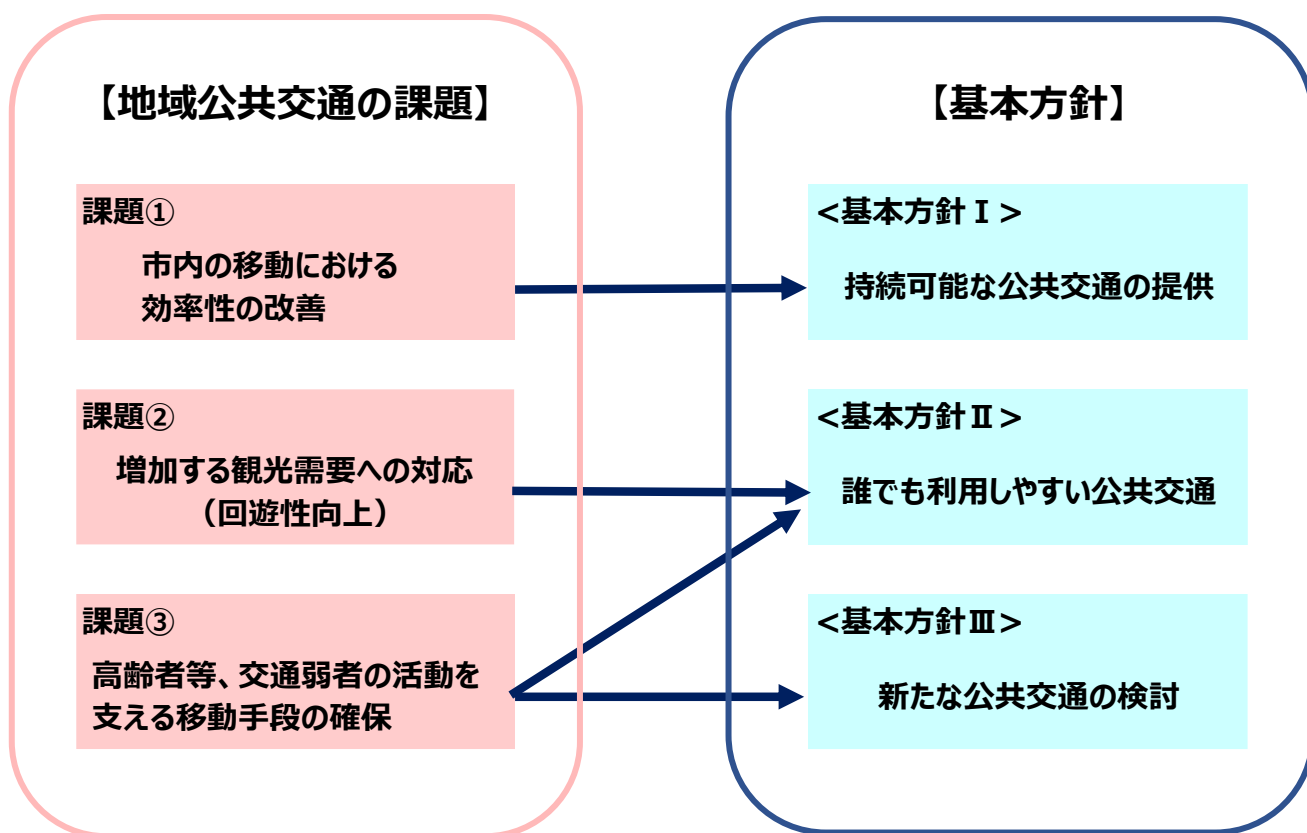 【地域公共交通の課題】
課題①
市内の移動における
効率性の改善
課題②
増加する観光需要への対応
（回遊性向上）
課題③
高齢者等、交通弱者の活動を
支える移動手段の確保
【基本方針】
<基本方針Ⅰ>
持続可能な公共交通の提供
<基本方針Ⅱ>
誰でも利用しやすい公共交通
<基本方針Ⅲ>
新たな公共交通の検討